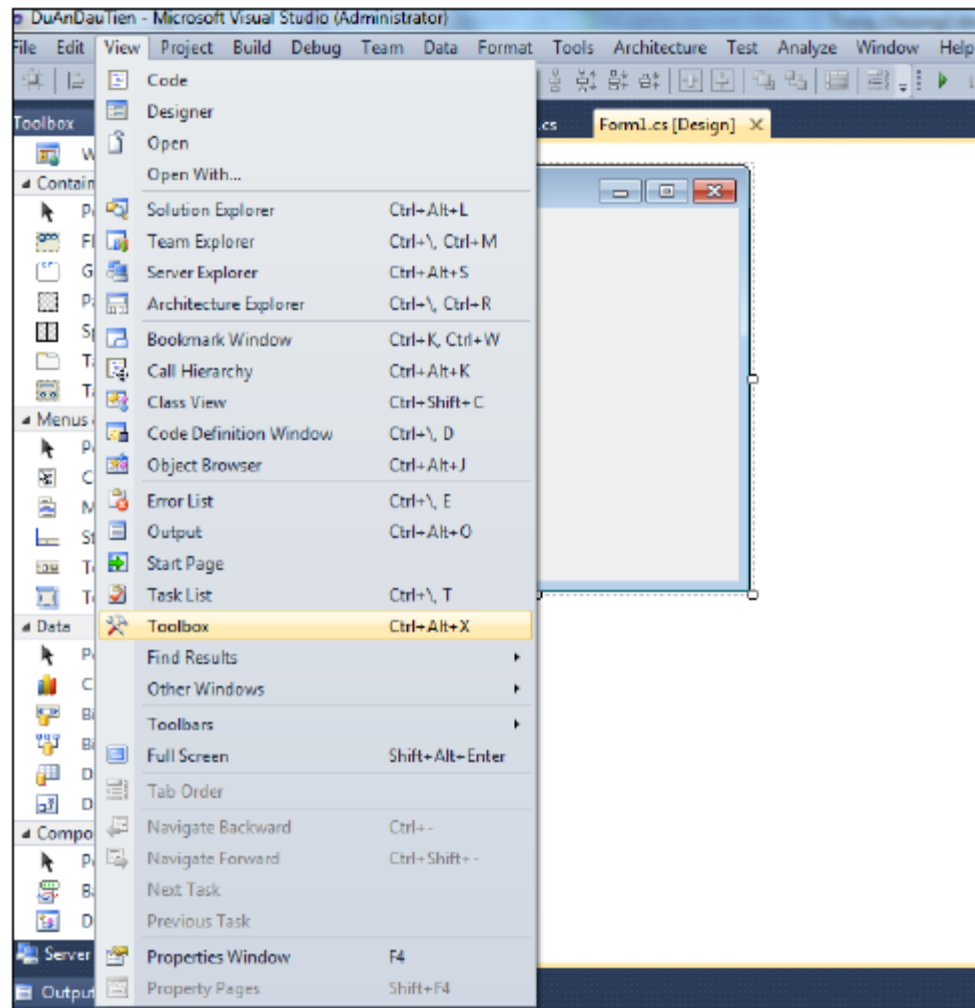 DuAnDauTien - Microsoft Visual Studio (Administrator)
File Edit View Project Build Debug Team Data Format Tools Architecture Test Analyze Window Help
Toolbox
.cs Form1.cs [Design]
Code
Designer
Open
Open With...
Solution Explorer Ctrl+Alt+L
Team Explorer Ctrl+\, Ctrl+M
Server Explorer Ctrl+Alt+S
Architecture Explorer Ctrl+\, Ctrl+R
Bookmark Window Ctrl+K, Ctrl+W
Call Hierarchy Ctrl+Alt+K
Class View Ctrl+Shift+C
Code Definition Window Ctrl+\, D
Object Browser Ctrl+Alt+J
Error List Ctrl+\, E
Output Ctrl+Alt+O
Start Page
Task List Ctrl+\, T
Toolbox Ctrl+Alt+X
Find Results
Other Windows
Toolbars
Full Screen Shift+Alt+Enter
Tab Order
Navigate Backward Ctrl+-
Navigate Forward Ctrl+Shift+-
Next Task
Previous Task
Properties Window F4
Property Pages Shift+F4
Contain
Menus
Data
Compo
Server
Output